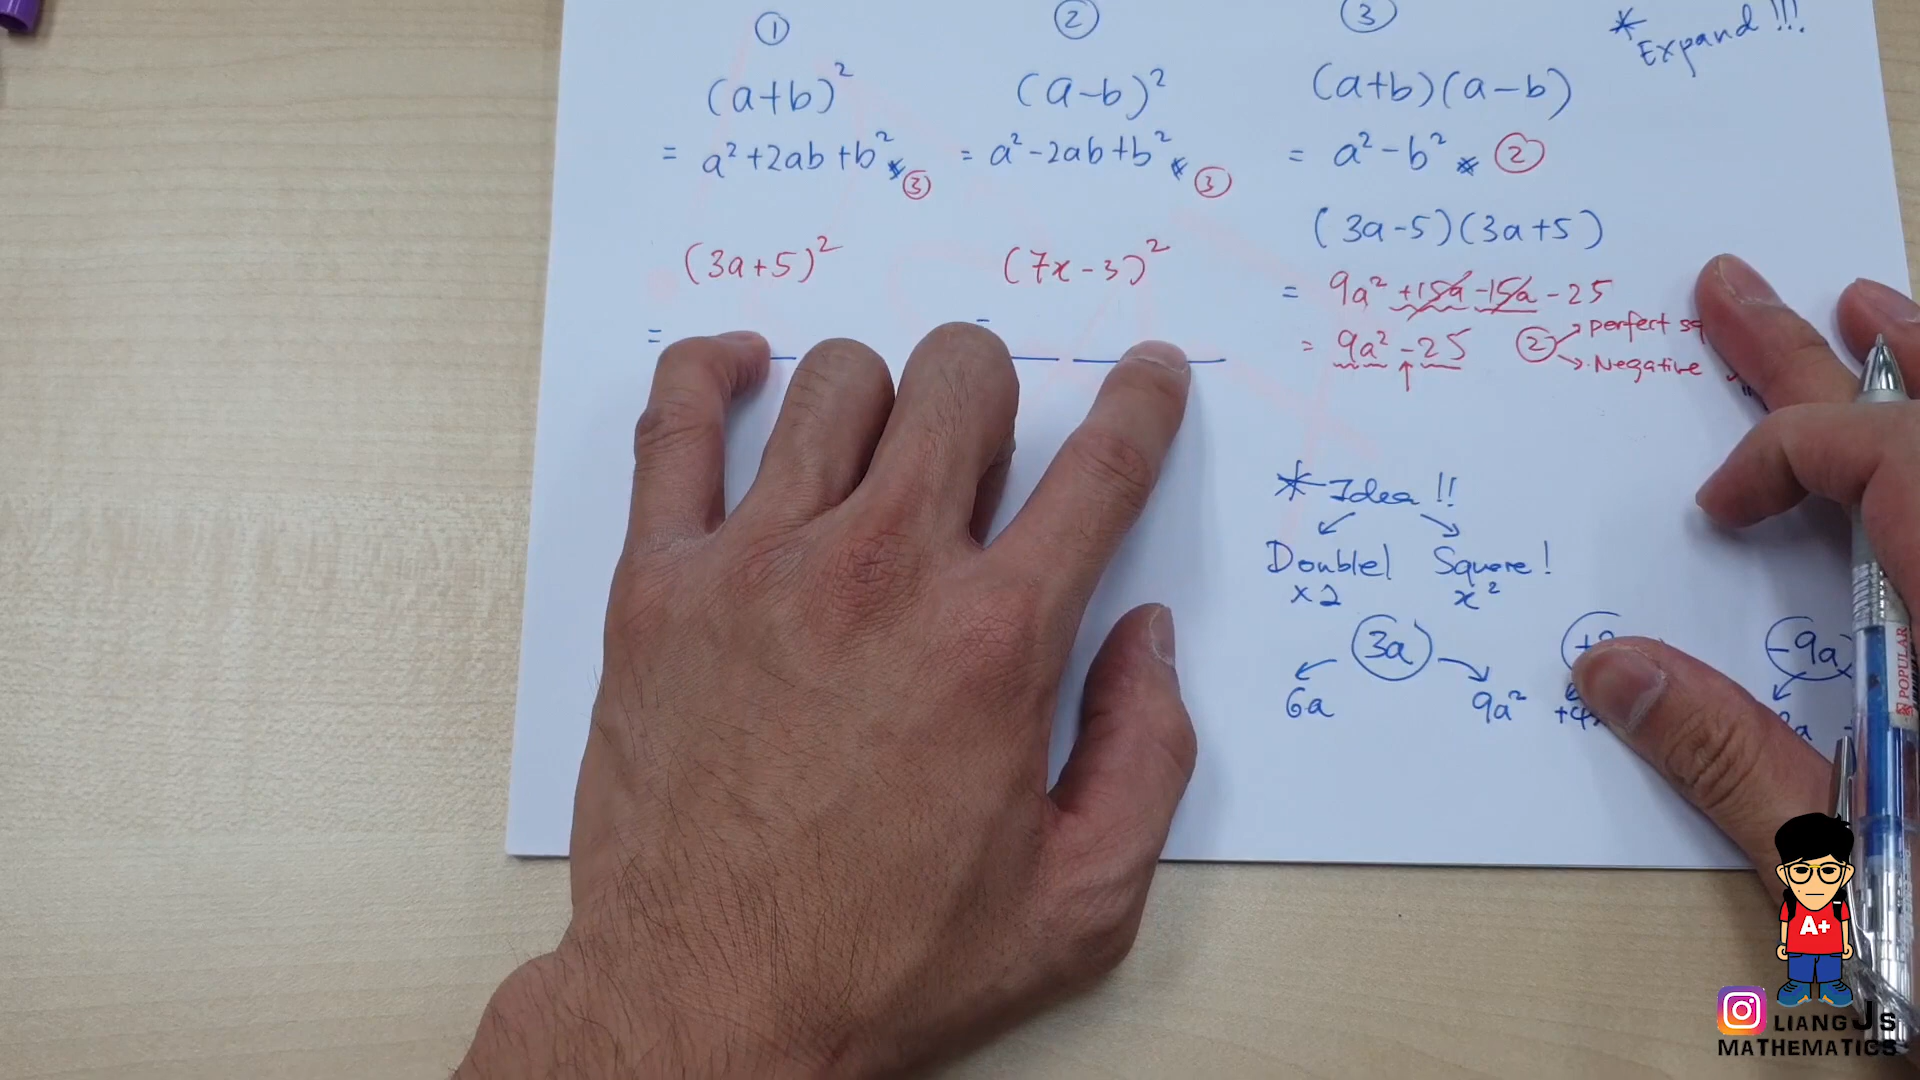 ① ② ③
* Expand !!!
(a+b)² (a-b)² (a+b)(a-b)
= a²+2ab+b² * ③ = a²-2ab+b² * ③ = a²-b² * ②
(3a+5)² (7x-3)² (3a-5)(3a+5)
= 9a² +15a -15a -25
= = = 9a² -25 ② perfect
Negative
* Idea !!
Double! Square!
×2 x²
3a -9a
6a 9a²
POPULAR
A+
LIANGJS
MATHEMATICS